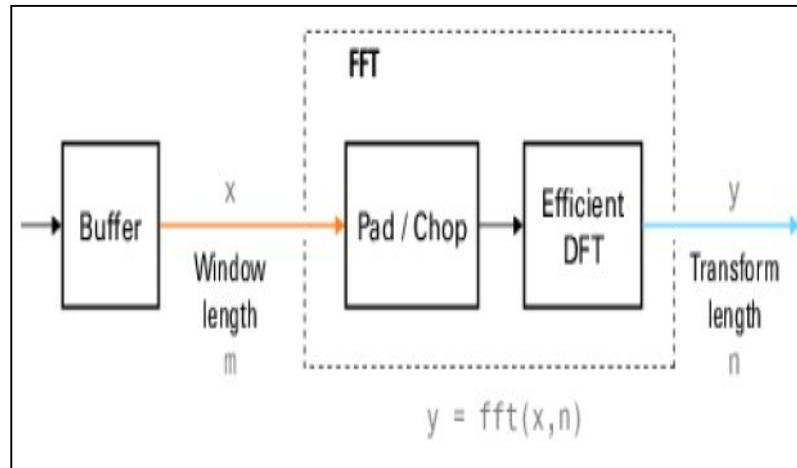 FFT
Buffer
x
Window
length
m
Pad / Chop
Efficient
DFT
y
Transform
length
n
y = fft(x,n)